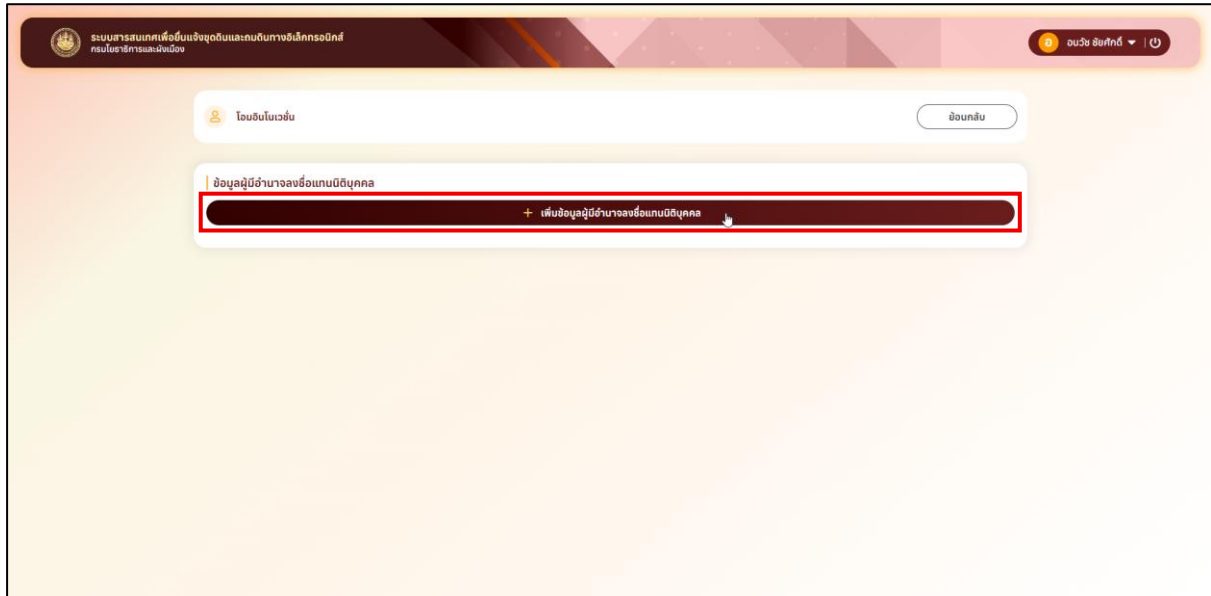 ระบบสารสนเทศเพื่อยื่นแจ้งขุดดินและถมดินทางอิเล็กทรอนิกส์
กรมโยธาธิการและผังเมือง
อ อนวัช ชัยศักดิ์
โอมอินโนเวชั่น
ย้อนกลับ
ข้อมูลผู้มีอำนาจลงชื่อแทนนิติบุคคล
+ เพิ่มข้อมูลผู้มีอำนาจลงชื่อแทนนิติบุคคล